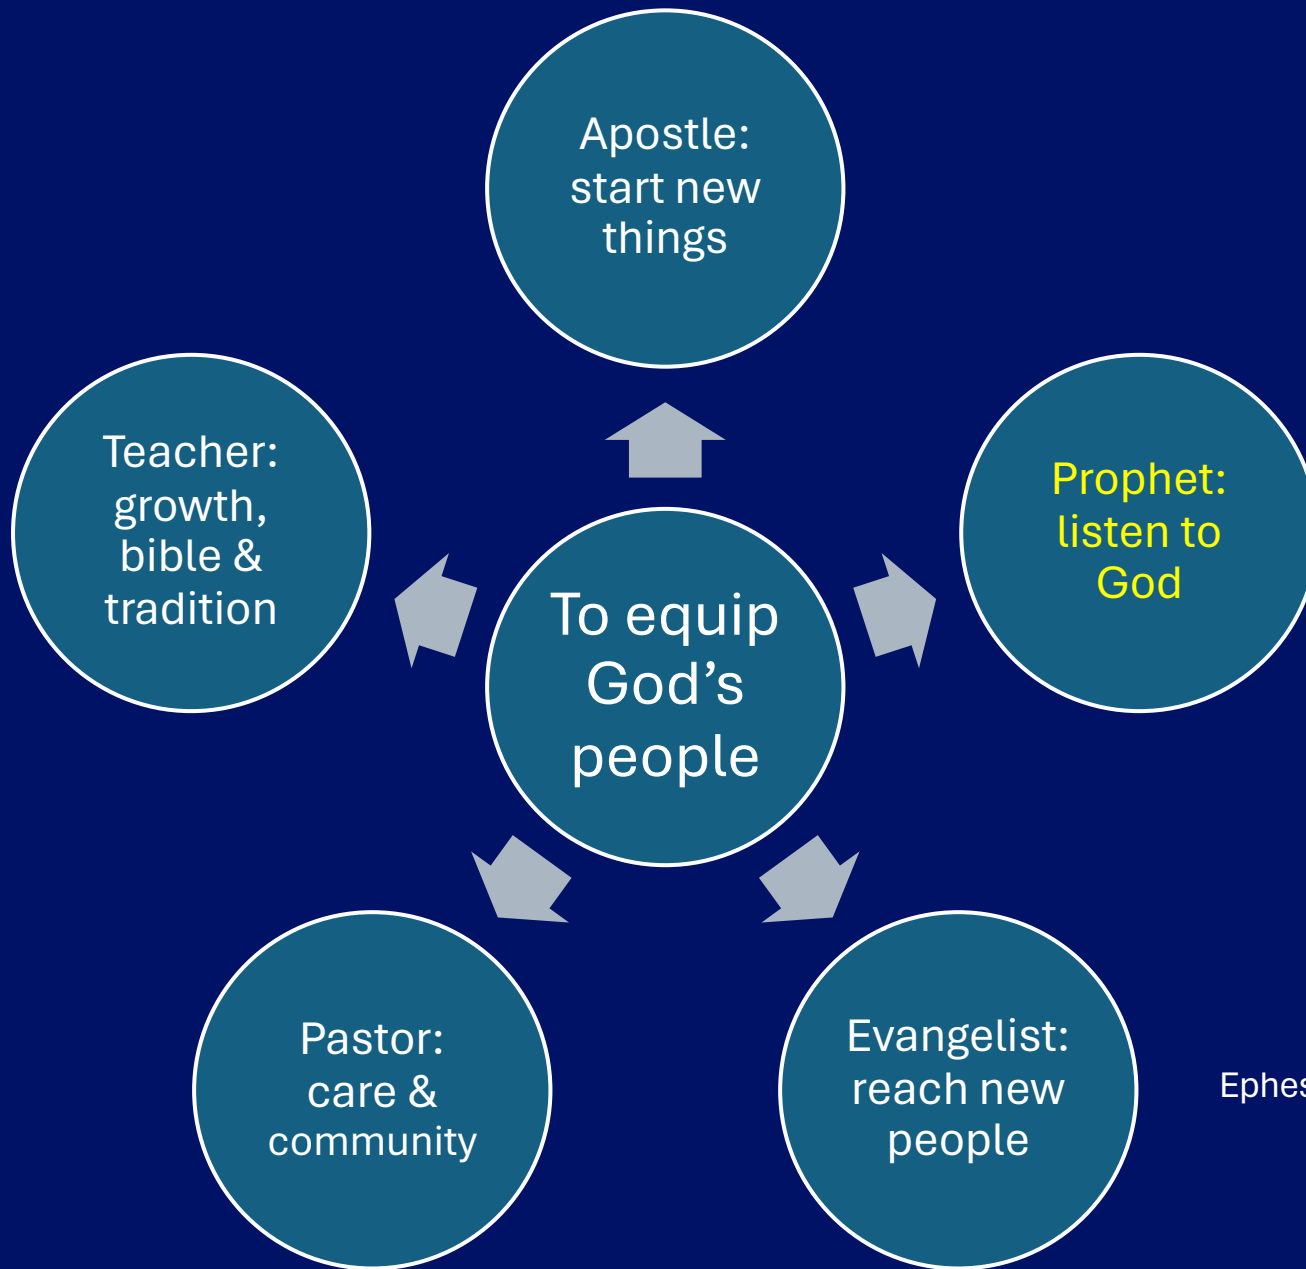 Apostle:
start new
things
Teacher:
growth,
bible &
tradition
Prophet:
listen to
God
To equip
God’s
people
Pastor:
care &
community
Evangelist:
reach new
people